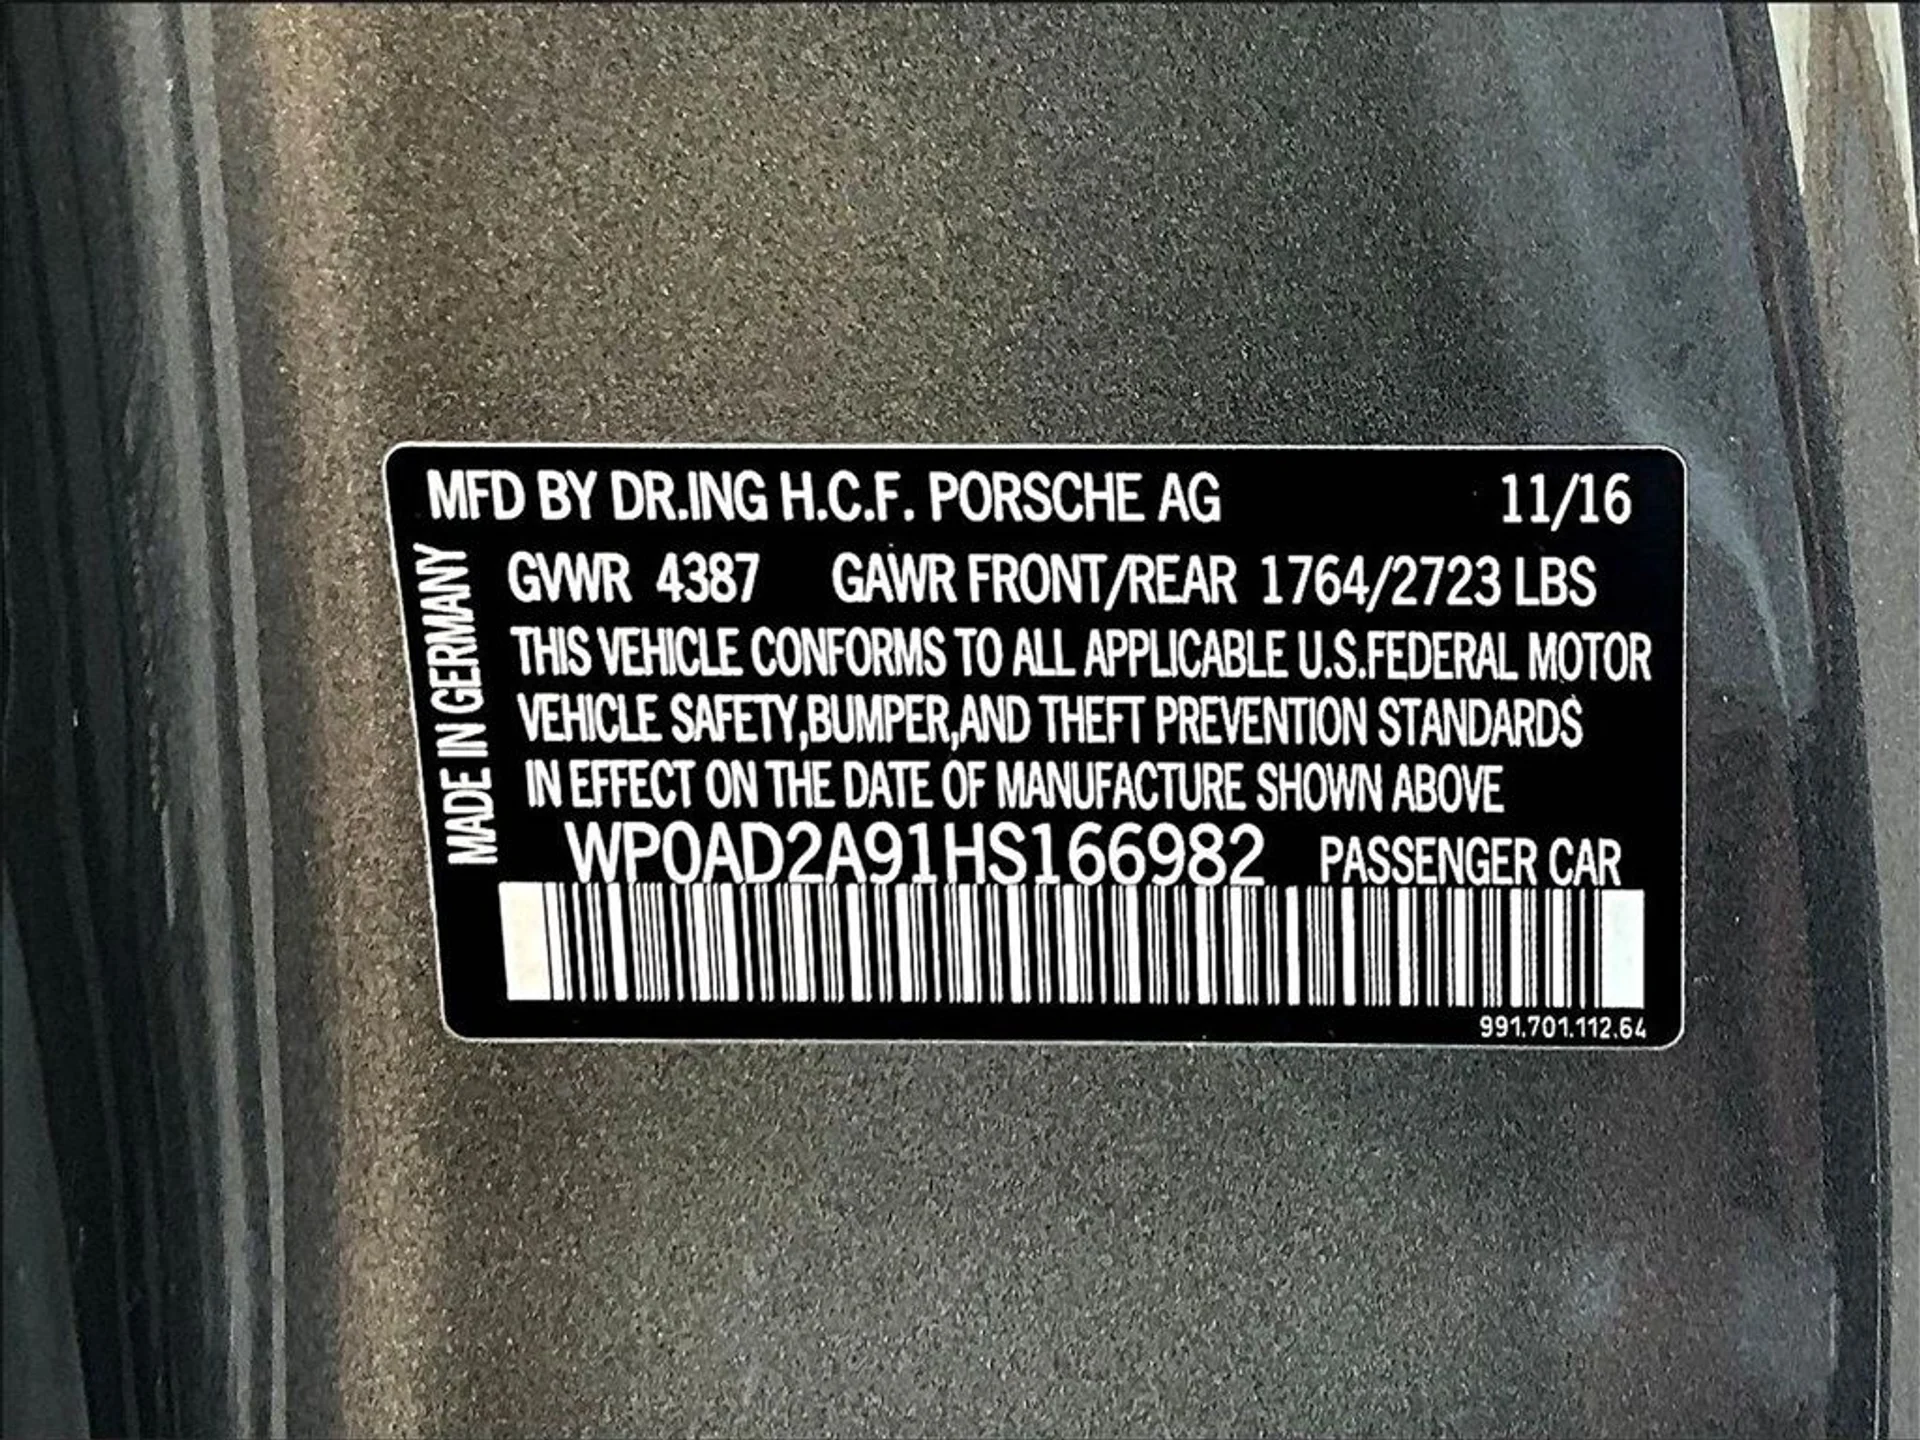 MFD BY DR.ING H.C.F. PORSCHE AG 11/16
GVWR 4387 GAWR FRONT/REAR 1764/2723 LBS
THIS VEHICLE CONFORMS TO ALL APPLICABLE U.S.FEDERAL MOTOR
VEHICLE SAFETY,BUMPER,AND THEFT PREVENTION STANDARDS
IN EFFECT ON THE DATE OF MANUFACTURE SHOWN ABOVE
WP0AD2A91HS166982 PASSENGER CAR
991.701.112.64
MADE IN GERMANY